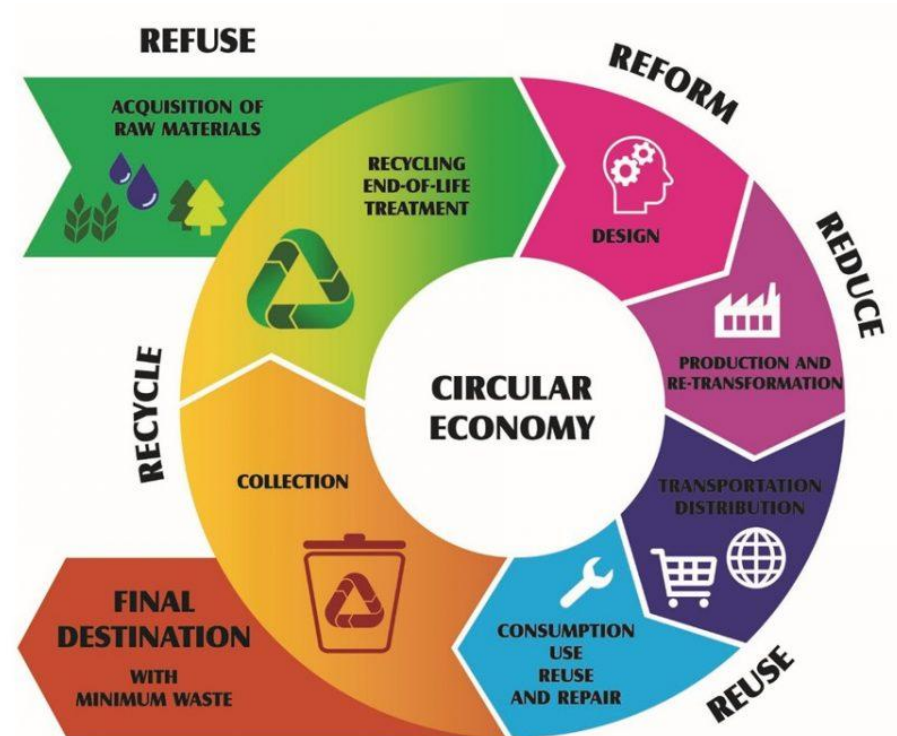 REFUSE
ACQUISITION OF
RAW MATERIALS
RECYCLING
END-OF-LIFE
TREATMENT
REFORM
DESIGN
REDUCE
PRODUCTION AND
RE-TRANSFORMATION
CIRCULAR
ECONOMY
TRANSPORTATION
DISTRIBUTION
REUSE
CONSUMPTION
USE
REUSE
AND REPAIR
RECYCLE
COLLECTION
FINAL
DESTINATION
WITH
MINIMUM WASTE